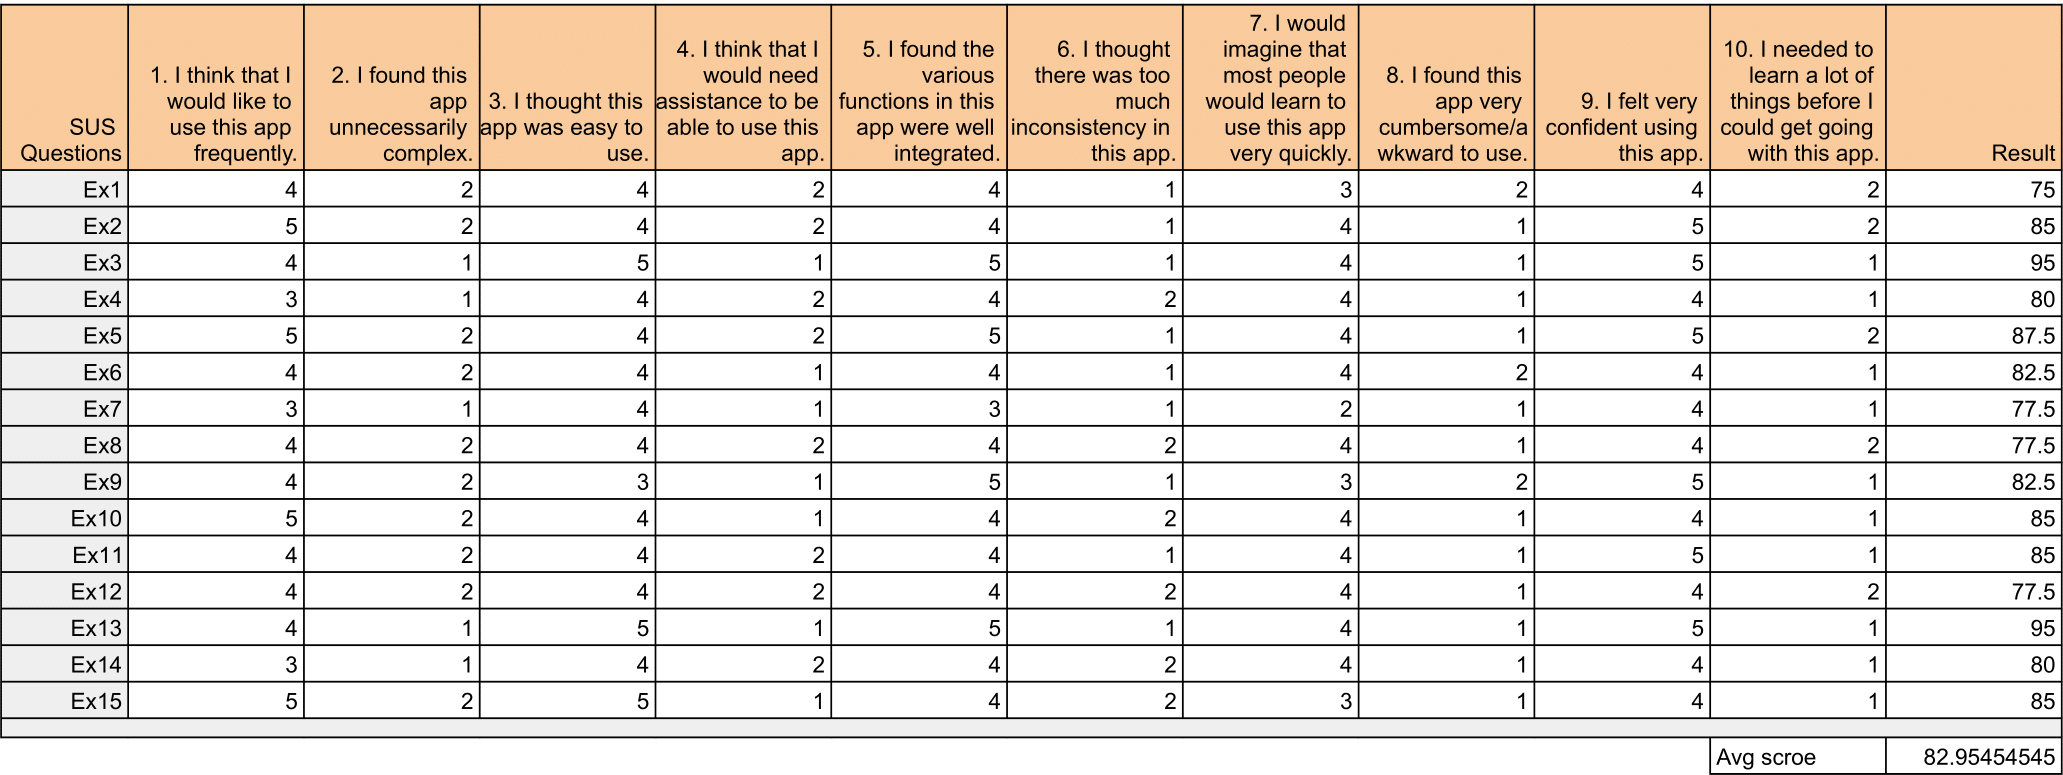 SUS Questions 1. I think that I would like to use this app frequently. 2. I found this app unnecessarily complex. 3. I thought this app was easy to use. 4. I think that I would need assistance to be able to use this app. 5. I found the various functions in this app were well integrated. 6. I thought there was too much inconsistency in this app. 7. I would imagine that most people would learn to use this app very quickly. 8. I found this app very cumbersome/awkward to use. 9. I felt very confident using this app. 10. I needed to learn a lot of things before I could get going with this app. Result
Ex1 4 2 4 2 4 1 3 2 4 2 75
Ex2 5 2 4 2 4 1 4 1 5 2 85
Ex3 4 1 5 1 5 1 4 1 5 1 95
Ex4 3 1 4 2 4 2 4 1 4 1 80
Ex5 5 2 4 2 5 1 4 1 5 2 87.5
Ex6 4 2 4 1 4 1 4 2 4 1 82.5
Ex7 3 1 4 1 3 1 2 1 4 1 77.5
Ex8 4 2 4 2 4 2 4 1 4 2 77.5
Ex9 4 2 3 1 5 1 3 2 5 1 82.5
Ex10 5 2 4 1 4 2 4 1 4 1 85
Ex11 4 2 4 2 4 1 4 1 5 1 85
Ex12 4 2 4 2 4 2 4 1 4 2 77.5
Ex13 4 1 5 1 5 1 4 1 5 1 95
Ex14 3 1 4 2 4 2 4 1 4 1 80
Ex15 5 2 5 1 4 2 3 1 4 1 85
Avg scroe 82.95454545